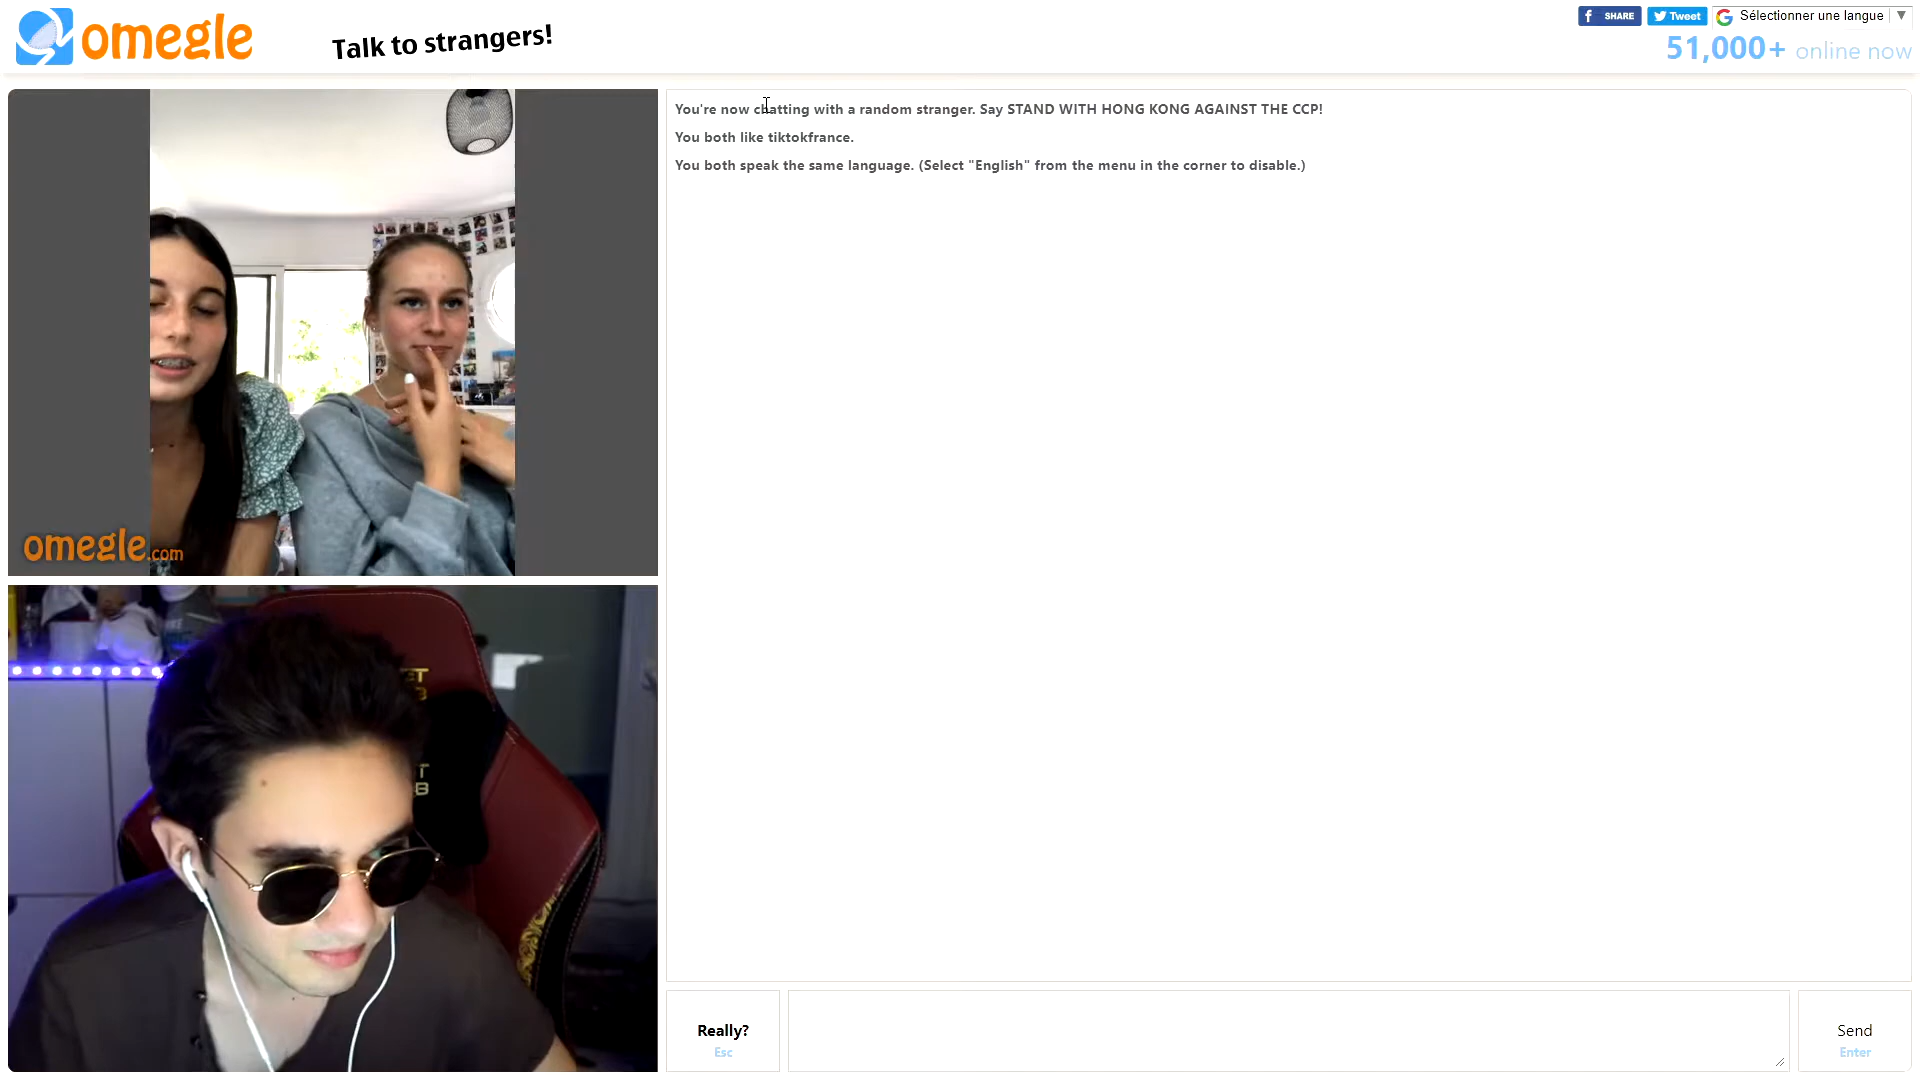 omegle
Talk to strangers!
SHARE
Tweet
Sélectionner une langue
51,000+ online now
You're now chatting with a random stranger. Say STAND WITH HONG KONG AGAINST THE CCP!
You both like tiktokfrance.
You both speak the same language. (Select "English" from the menu in the corner to disable.)
omegle.com
Really?
Esc
Send
Enter